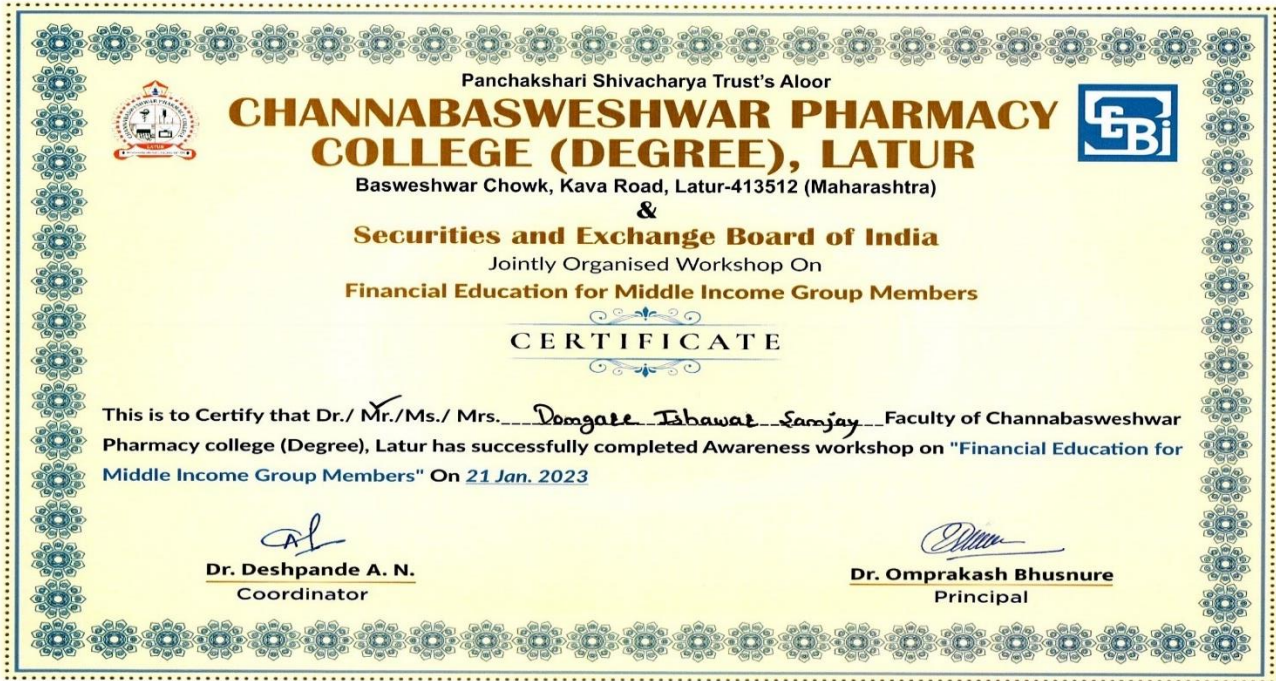 Panchakshari Shivacharya Trust's Aloor
CHANNABASWESHWAR PHARMACY
COLLEGE (DEGREE), LATUR
SEBi
LATUR
Basweshwar Chowk, Kava Road, Latur-413512 (Maharashtra)
&
Securities and Exchange Board of India
Jointly Organised Workshop On
Financial Education for Middle Income Group Members
CERTIFICATE
This is to Certify that Dr./ Mr./Ms./ Mrs. Dongare Ishawar Sanjay Faculty of Channabasweshwar
Pharmacy college (Degree), Latur has successfully completed Awareness workshop on "Financial Education for
Middle Income Group Members" On 21 Jan. 2023
Dr. Deshpande A. N.
Coordinator
Dr. Omprakash Bhusnure
Principal